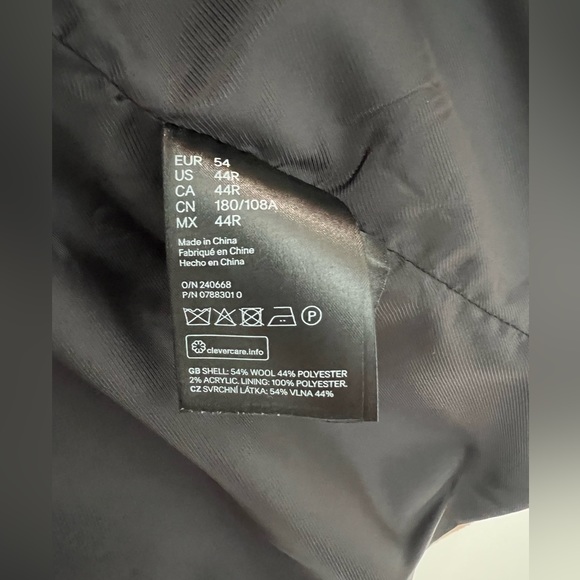 EUR 54
US 44R
CA 44R
CN 180/108A
MX 44R
Made in China
Fabriqué en Chine
Hecho en China
O/N 240668
P/N 0788301 0
P
clevercare.info
GB SHELL: 54% WOOL 44% POLYESTER
2% ACRYLIC. LINING: 100% POLYESTER.
CZ SVRCHNÍ LÁTKA: 54% VLNA 44%